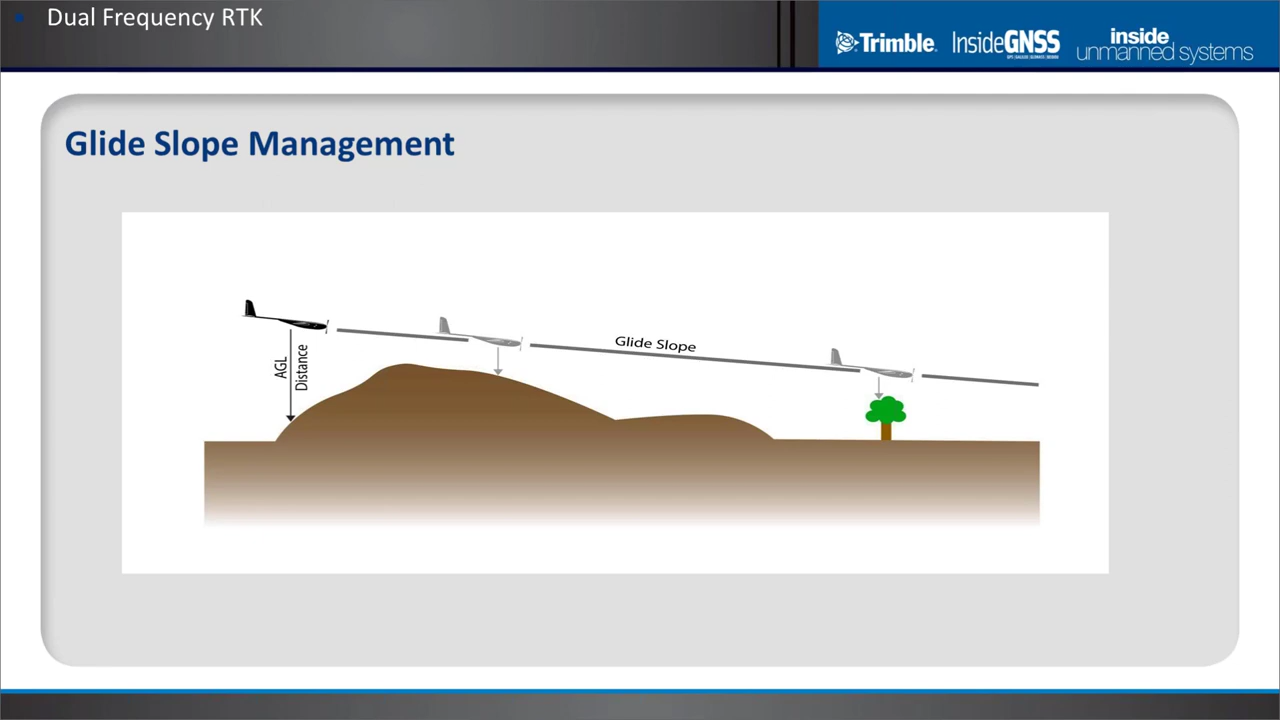 • Dual Frequency RTK
Trimble
InsideGNSS
inside
unmanned systems
Glide Slope Management
Glide Slope
AGL
Distance